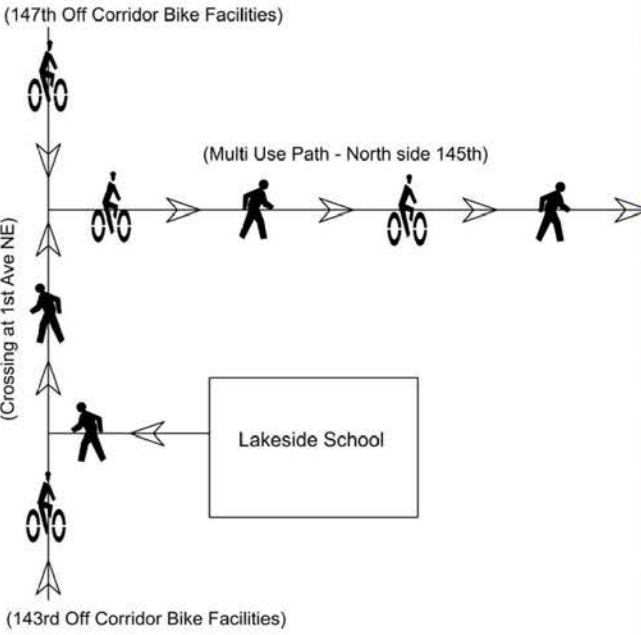 (147th Off Corridor Bike Facilities)
(Multi Use Path - North side 145th)
(Crossing at 1st Ave NE)
Lakeside School
(143rd Off Corridor Bike Facilities)